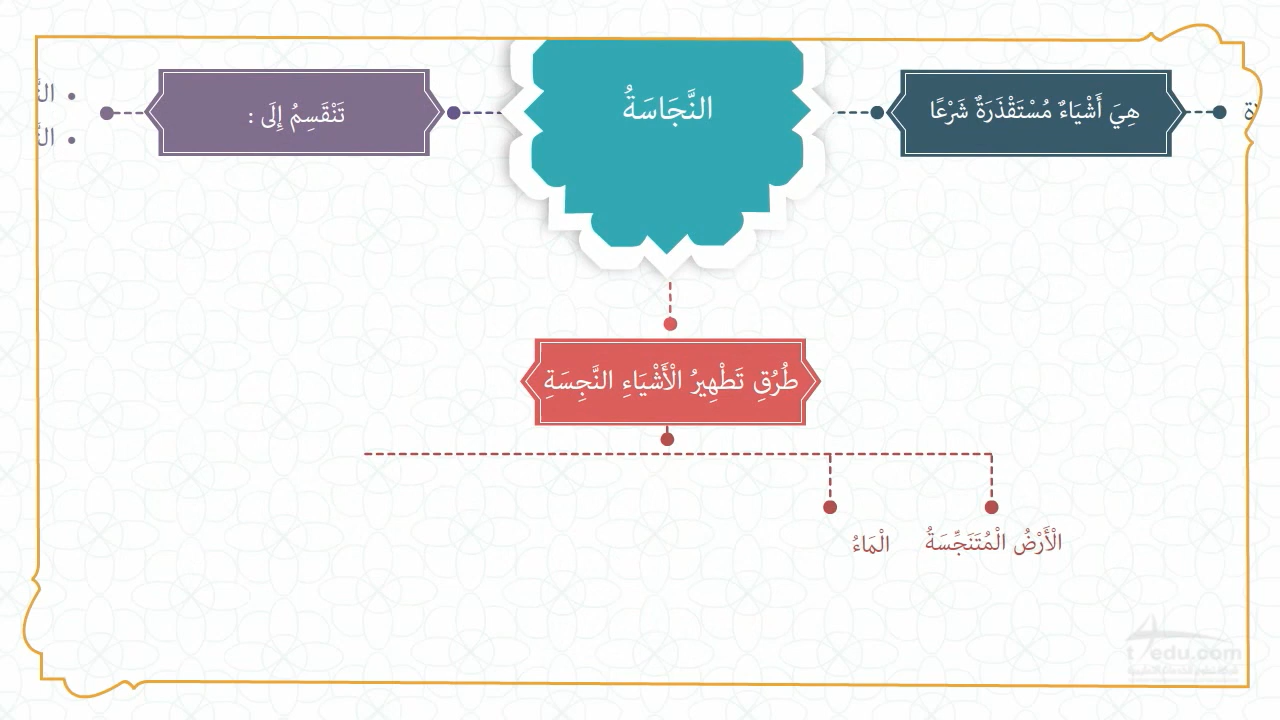 النَّجَاسَةُ
هِيَ أَشْيَاءٌ مُسْتَقْذَرَةٌ شَرْعًا
تَنْقَسِمُ إِلَى :
طُرُقِ تَطْهِيرُ الْأَشْيَاءِ النَّجِسَةِ
الْأَرْضُ الْمُتَنَجِّسَةُ
الْمَاءُ